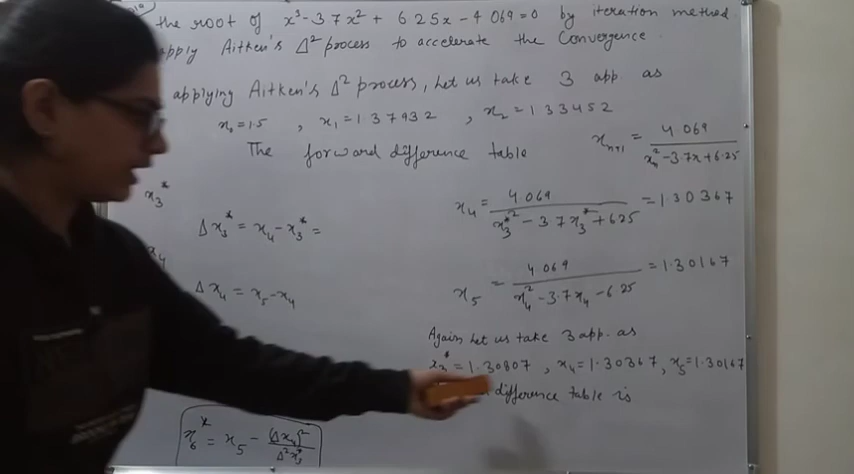 the root of x³-3 7x² + 6 25x - 4 069=0 by iteration method
apply Aitken's Δ² process to accelerate the Convergence.
applying Aitken's Δ² process, Let us take 3 app. as
x₀=1.5 , x₁=1 37932 , x₂=1 33452
The forward difference table
xₙ₊₁ = 4 069 / xₙ²-3.7x+6.25
x₃*
Δx₃* = x₄-x₃* =
x₄ = 4.069 / x₃*²-3 7x₃*+6 25 = 1.30367
x₄
Δx₄ = x₅-x₄
x₅ = 4 069 / x₄²-3.7x₄-6 25 = 1.30167
Again Let us take 3 app. as
x₃* = 1.30807 , x₄=1.30367, x₅=1.30167
difference table is
x₆* = x₅ - (Δx₄)² / Δ²x₃*